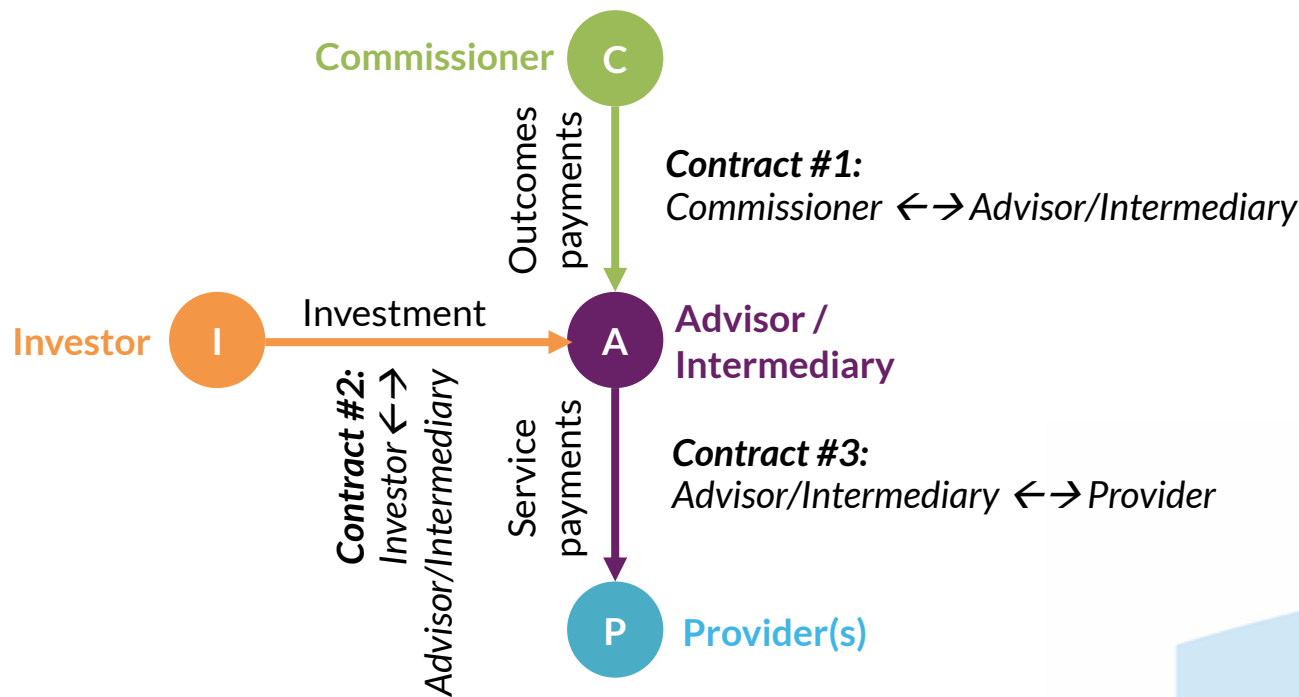 Commissioner
C
Outcomes
payments
Contract #1:
Commissioner ←→ Advisor/Intermediary
Investor
I
Investment
A
Advisor /
Intermediary
Contract #2:
Investor ←→
Advisor/Intermediary
Service
payments
Contract #3:
Advisor/Intermediary ←→ Provider
P
Provider(s)